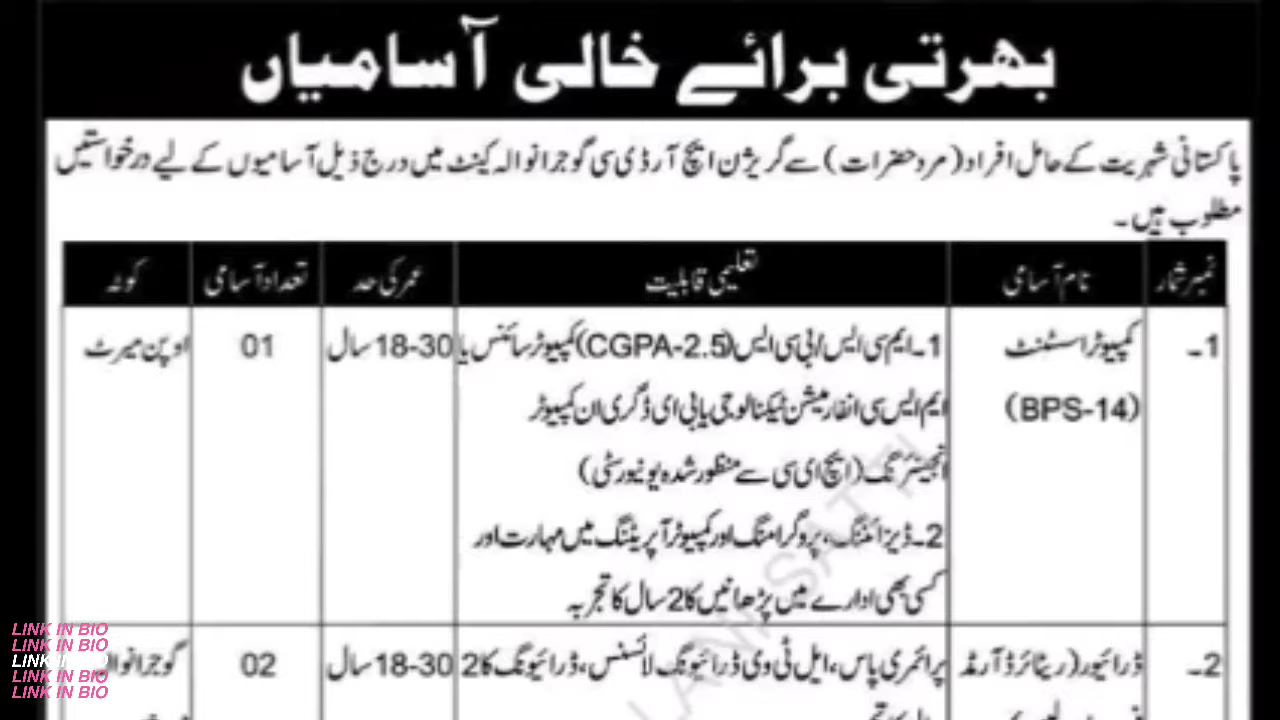 بھرتی برائے خالی آسامیاں
پاکستانی شہریت کے حامل افراد (مرد حضرات) سے گریژن ایچ آر ڈی سی گوجرانوالہ کینٹ میں درج ذیل آسامیوں کے لیے درخواستیں
مطلوب ہیں۔
نمبر شمار نام آسامی تعلیمی قابلیت عمر کی حد تعداد آسامی کوٹہ
1۔ کمپیوٹر اسسٹنٹ 1۔ ایم سی ایس/بی سی ایس (CGPA-2.5) کمپیوٹر سائنس یا 18-30 سال 01 اوپن میرٹ
(BPS-14) ایم ایس سی انفارمیشن ٹیکنالوجی یا بی ای ڈگری ان کمپیوٹر
انجینئرنگ (ایچ ای سی سے منظور شدہ یونیورسٹی)
2۔ ڈیزائننگ، پروگرامنگ اور کمپیوٹر آپریٹنگ میں مہارت اور
کسی بھی ادارے میں پڑھانیں کا 2 سال کا تجربہ
2۔ ڈرائیور (ریٹائرڈ آرمڈ پرائمری پاس، ایل ٹی وی ڈرائیونگ لائسنس، ڈرائیونگ کا 2 18-30 سال 02 گوجرانوالہ
LINK IN BIO
LINK IN BIO
LINK IN BIO
LINK IN BIO
LINK IN BIO